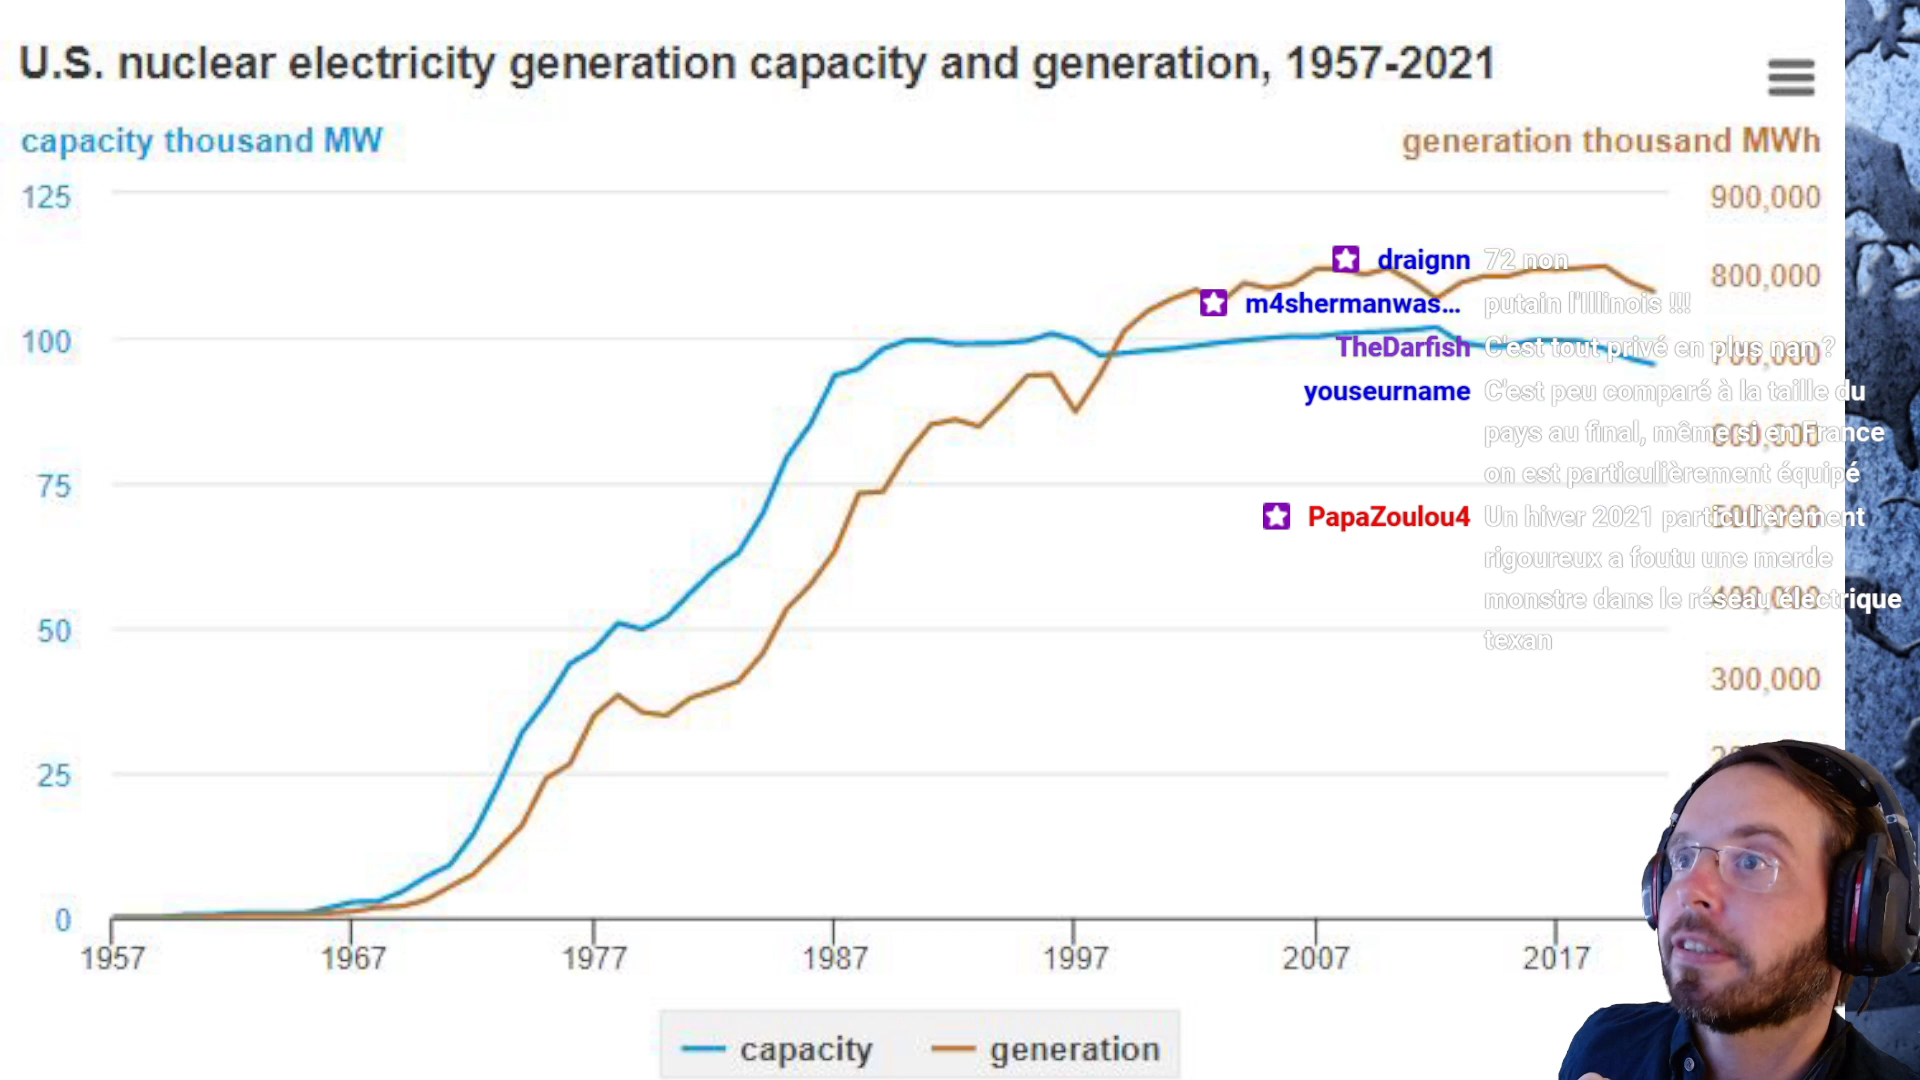 U.S. nuclear electricity generation capacity and generation, 1957-2021
capacity thousand MW
generation thousand MWh
125
900,000
draignn 72 non
800,000
m4shermanwas... putain l'Illinois !!!
100
TheDarfish C'est tout privé en plus nan ?
youseurname C'est peu comparé à la taille du
pays au final, même si en France
on est particulièrement équipé
75
PapaZoulou4 Un hiver 2021 particulièrement
rigoureux a foutu une merde
monstre dans le réseau électrique
texan
50
300,000
25
0
1957 1967 1977 1987 1997 2007 2017
capacity generation